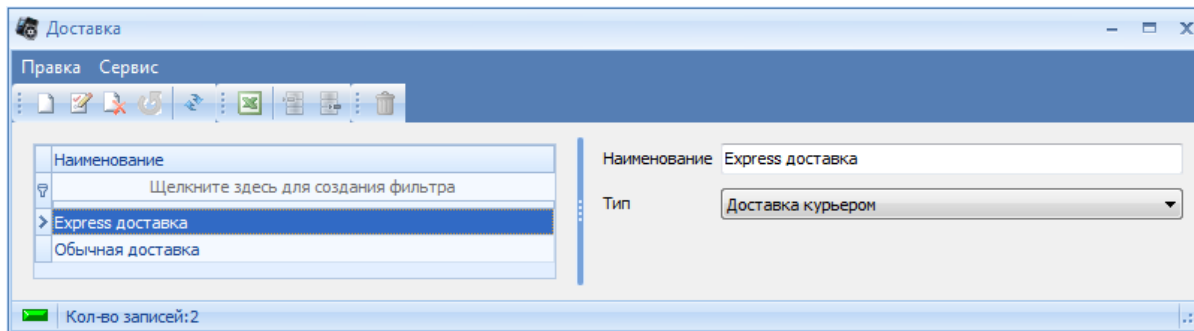 Доставка
Правка Сервис
Наименование
Щелкните здесь для создания фильтра
Express доставка
Обычная доставка
Наименование Express доставка
Тип Доставка курьером
Кол-во записей:2